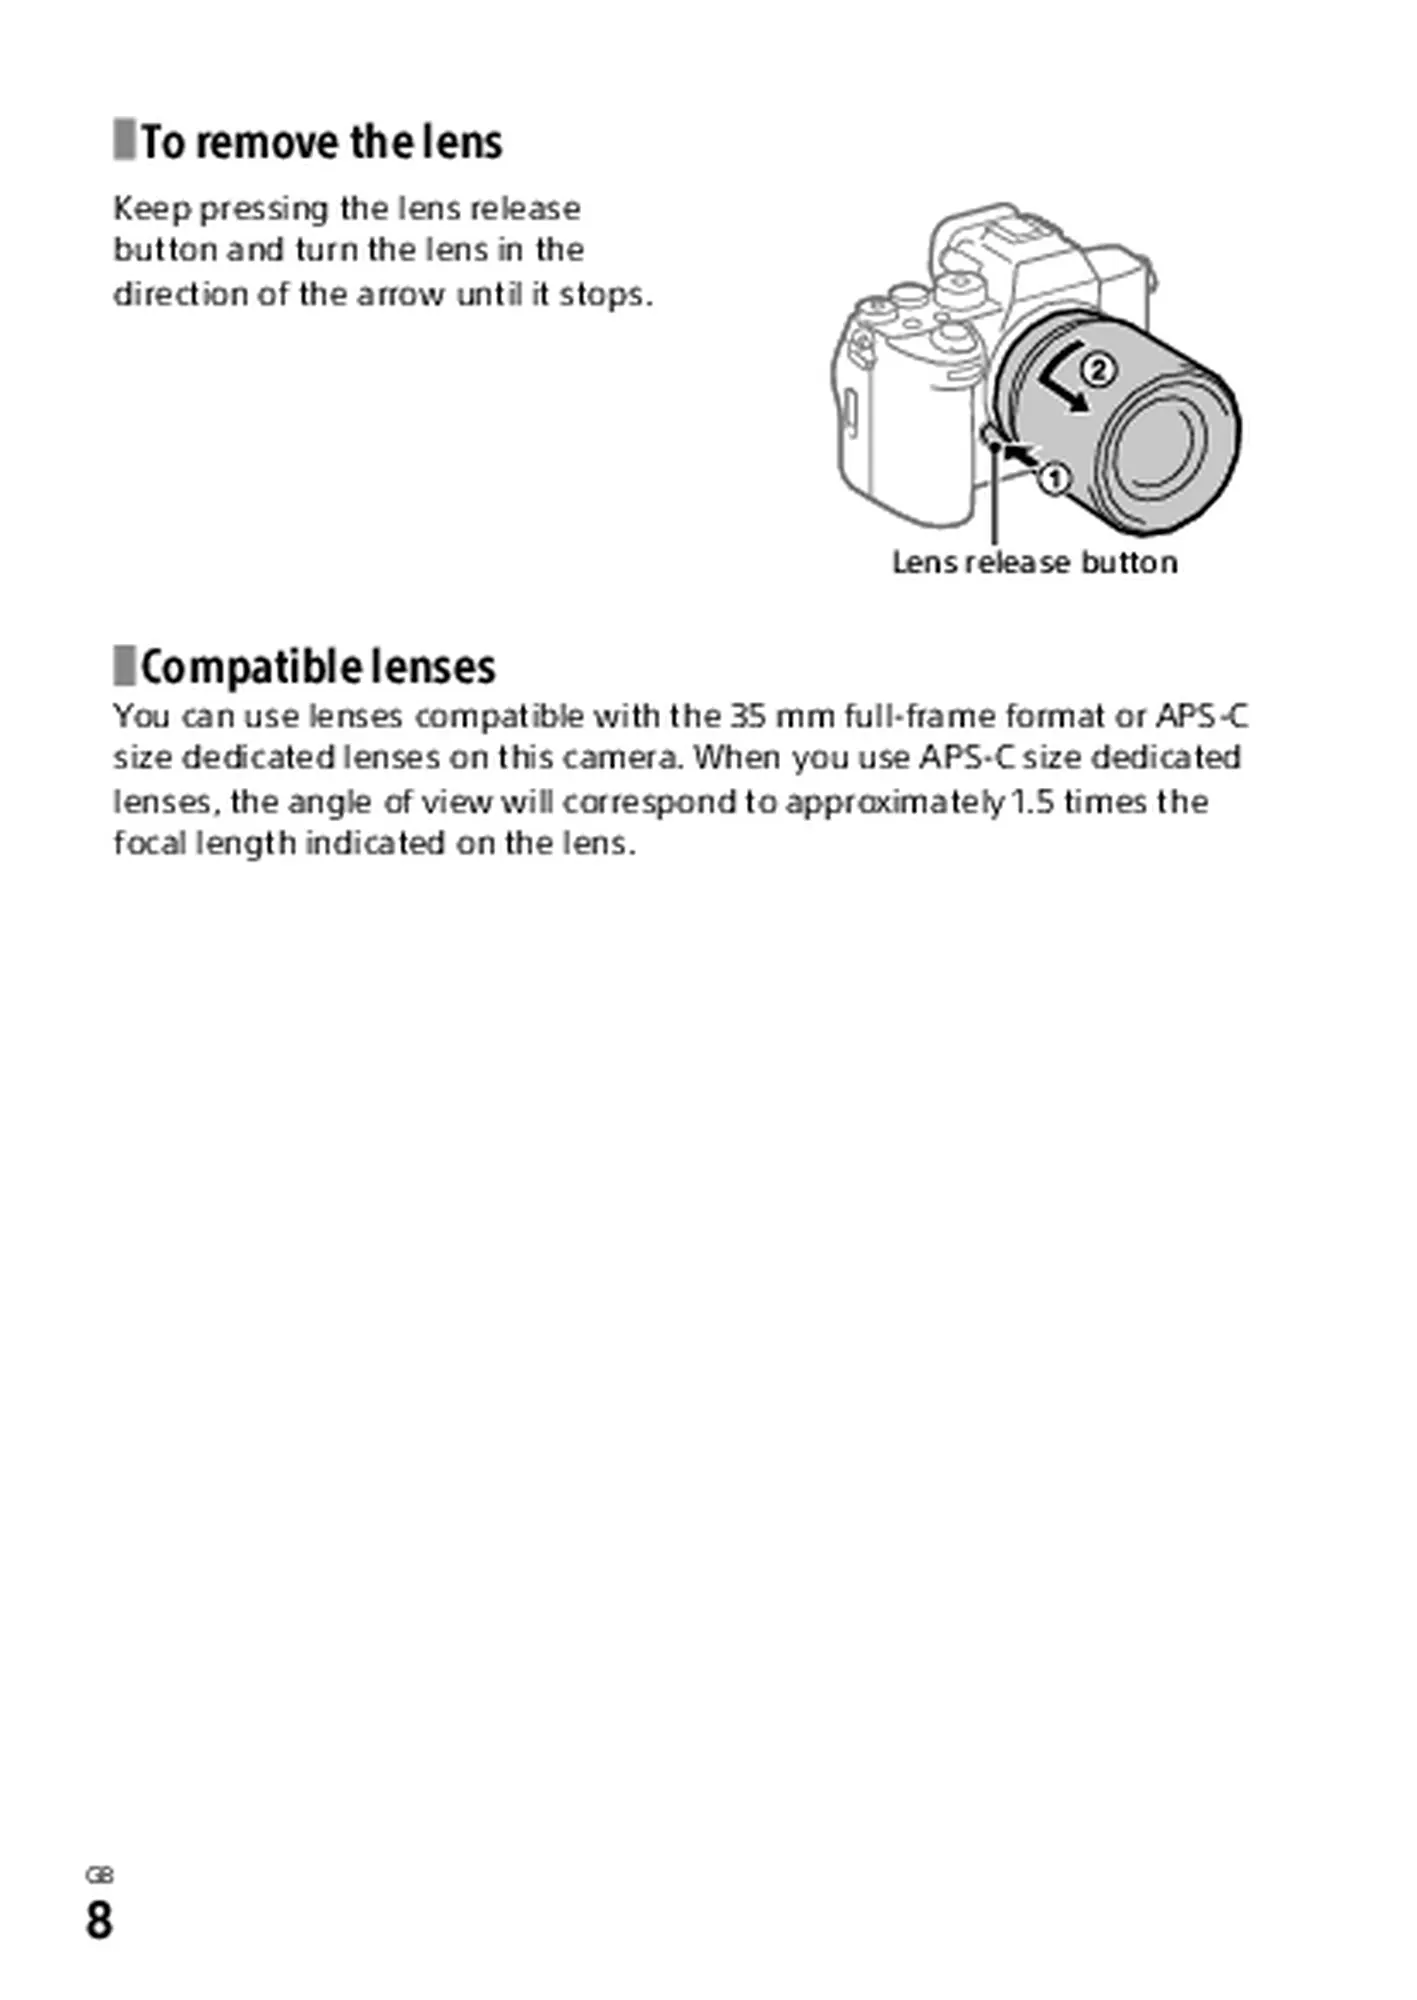 To remove the lens
Keep pressing the lens release
button and turn the lens in the
direction of the arrow until it stops.
2
1
Lens release button
Compatible lenses
You can use lenses compatible with the 35 mm full-frame format or APS-C
size dedicated lenses on this camera. When you use APS-C size dedicated
lenses, the angle of view will correspond to approximately 1.5 times the
focal length indicated on the lens.
GB
8